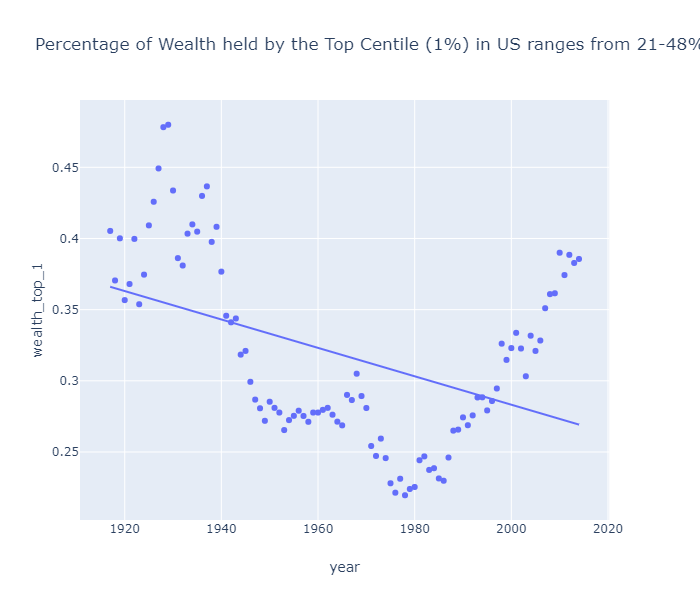 Percentage of Wealth held by the Top Centile (1%) in US ranges from 21-48%
0.45
0.4
0.35
0.3
0.25
wealth_top_1
1920 1940 1960 1980 2000 2020
year